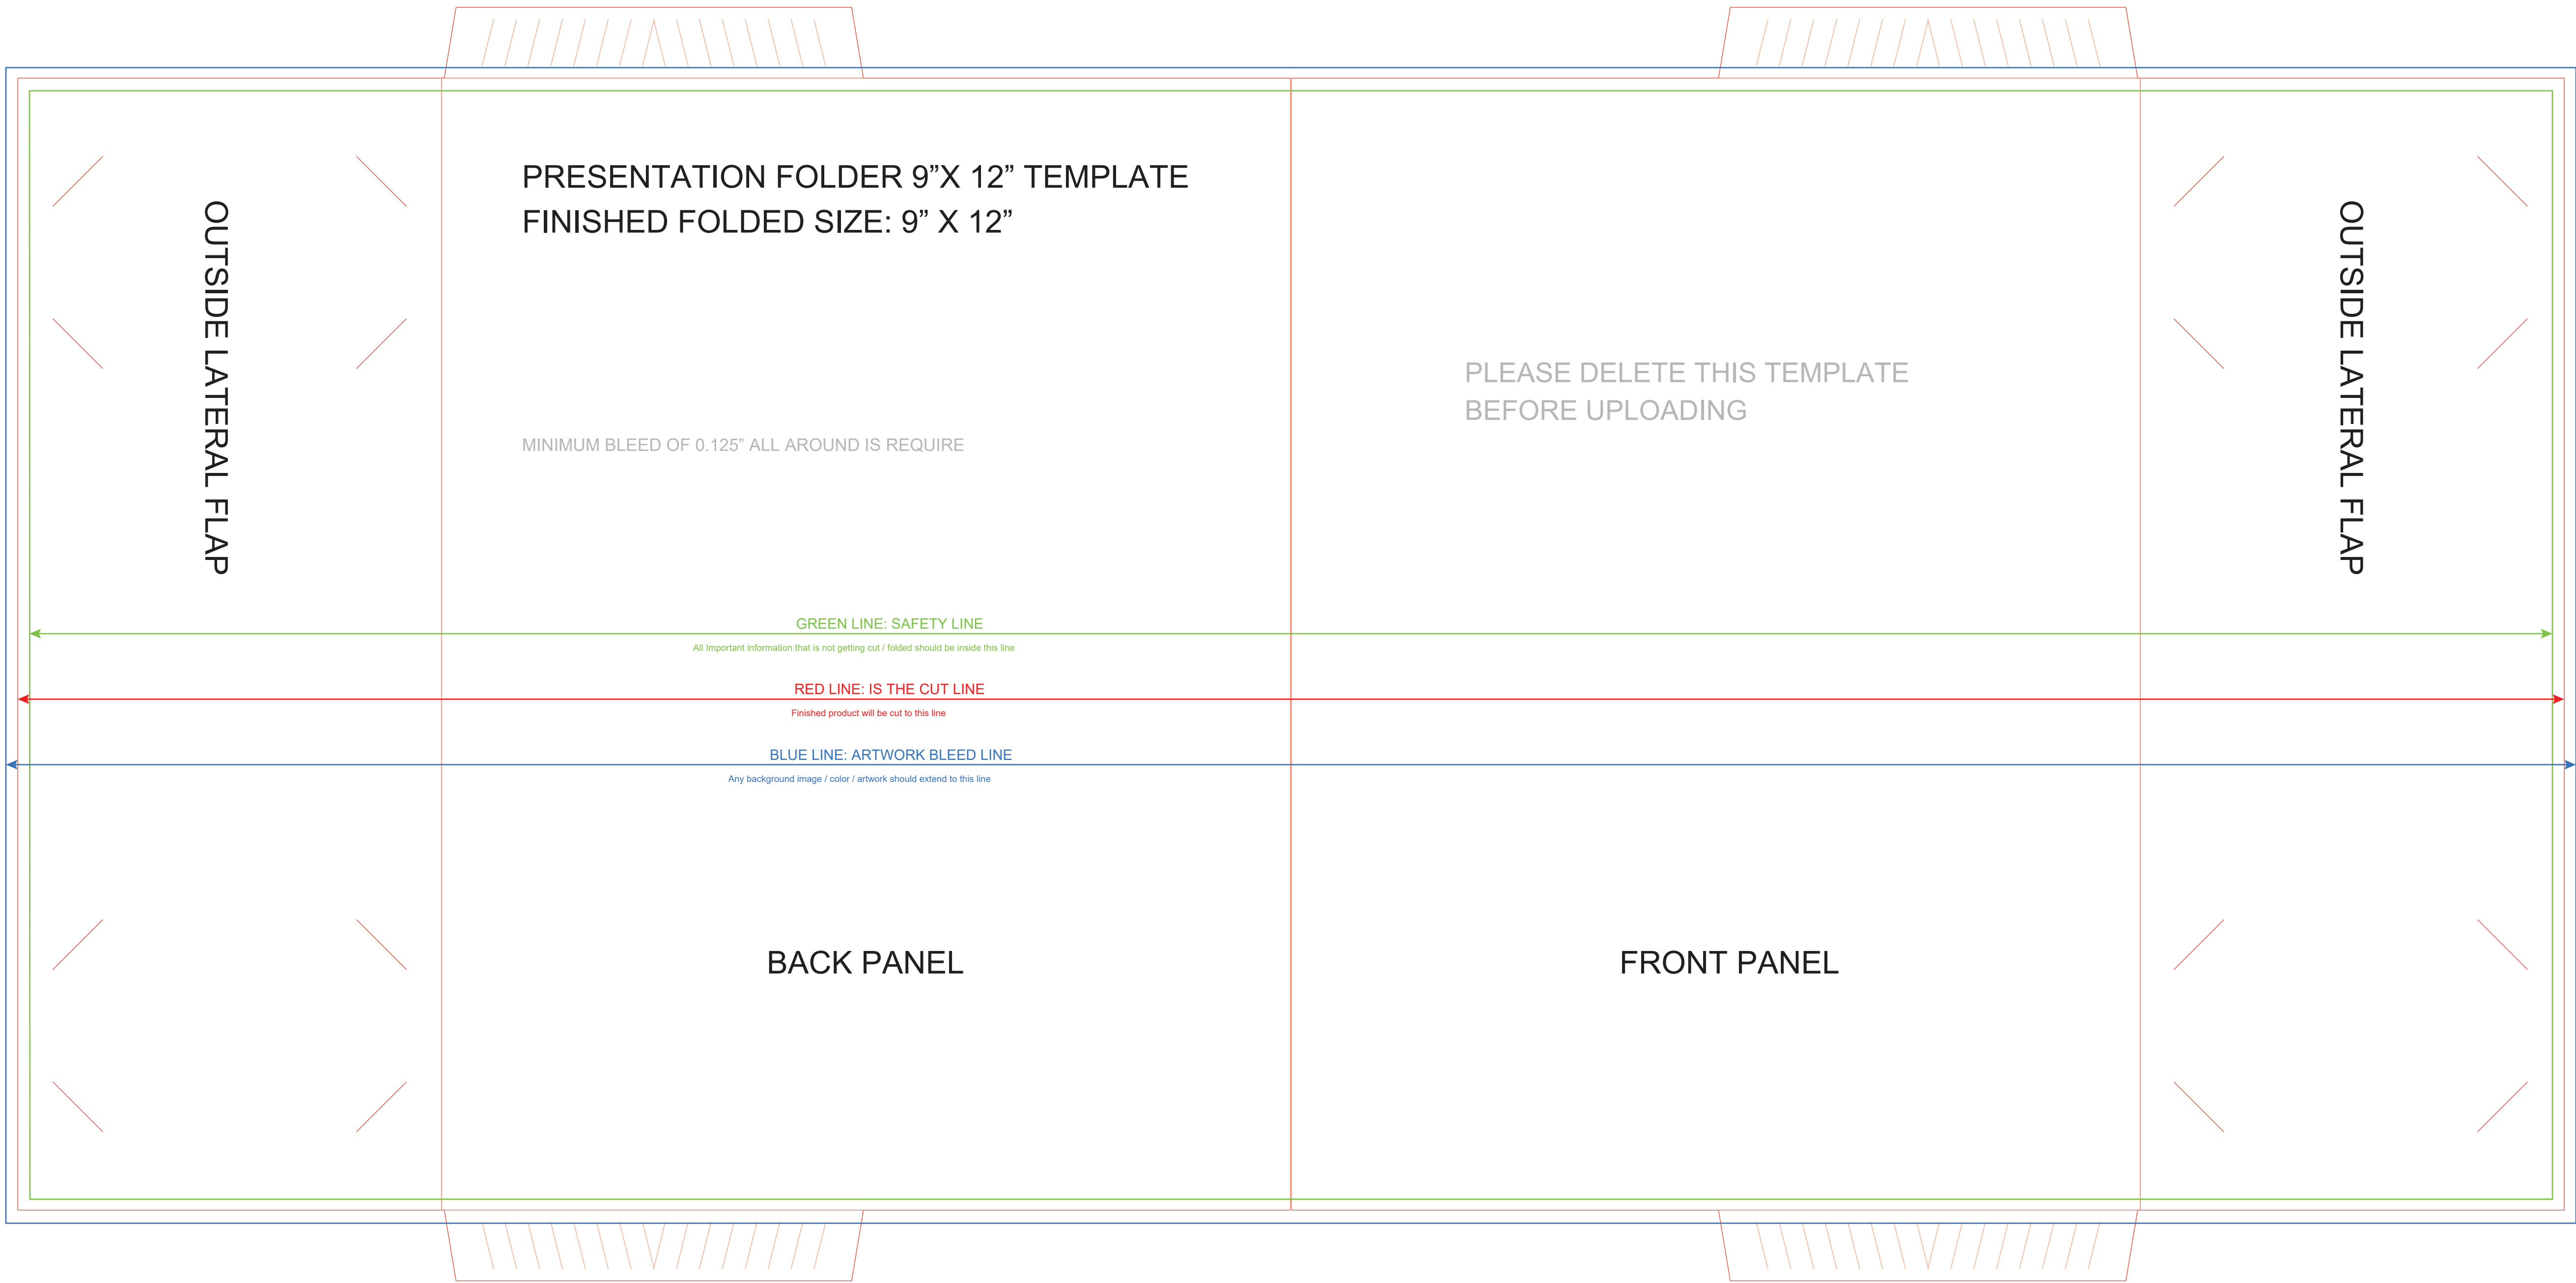 OUTSIDE LATERAL FLAP
PRESENTATION FOLDER 9”X 12” TEMPLATE
FINISHED FOLDED SIZE: 9” X 12”
MINIMUM BLEED OF 0.125” ALL AROUND IS REQUIRE
PLEASE DELETE THIS TEMPLATE
BEFORE UPLOADING
OUTSIDE LATERAL FLAP
GREEN LINE: SAFETY LINE
All Important information that is not getting cut / folded should be inside this line
RED LINE: IS THE CUT LINE
Finished product will be cut to this line
BLUE LINE: ARTWORK BLEED LINE
Any background image / color / artwork should extend to this line
BACK PANEL
FRONT PANEL